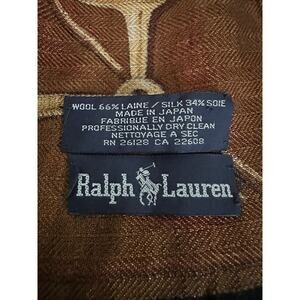 WOOL 66% LAINE / SILK 34% SOIE
MADE IN JAPAN
FABRIQUE EN JAPON
PROFESSIONALLY DRY CLEAN
NETTOYAGE A SEC
RN 26128 CA 22608
Ralph Lauren